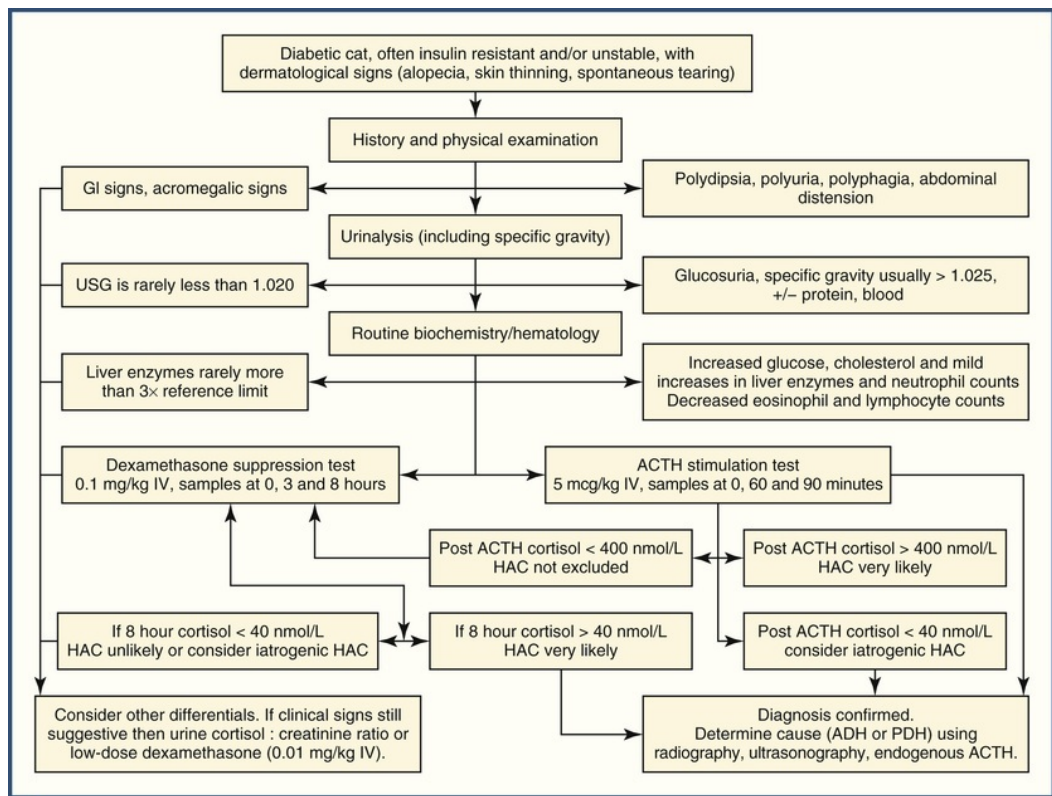 Diabetic cat, often insulin resistant and/or unstable, with
dermatological signs (alopecia, skin thinning, spontaneous tearing)
History and physical examination
GI signs, acromegalic signs
Polydipsia, polyuria, polyphagia, abdominal
distension
Urinalysis (including specific gravity)
USG is rarely less than 1.020
Glucosuria, specific gravity usually > 1.025,
+/− protein, blood
Routine biochemistry/hematology
Liver enzymes rarely more
than 3× reference limit
Increased glucose, cholesterol and mild
increases in liver enzymes and neutrophil counts
Decreased eosinophil and lymphocyte counts
Dexamethasone suppression test
0.1 mg/kg IV, samples at 0, 3 and 8 hours
ACTH stimulation test
5 mcg/kg IV, samples at 0, 60 and 90 minutes
Post ACTH cortisol < 400 nmol/L
HAC not excluded
Post ACTH cortisol > 400 nmol/L
HAC very likely
If 8 hour cortisol < 40 nmol/L
HAC unlikely or consider iatrogenic HAC
If 8 hour cortisol > 40 nmol/L
HAC very likely
Post ACTH cortisol < 40 nmol/L
consider iatrogenic HAC
Consider other differentials. If clinical signs still
suggestive then urine cortisol : creatinine ratio or
low-dose dexamethasone (0.01 mg/kg IV).
Diagnosis confirmed.
Determine cause (ADH or PDH) using
radiography, ultrasonography, endogenous ACTH.